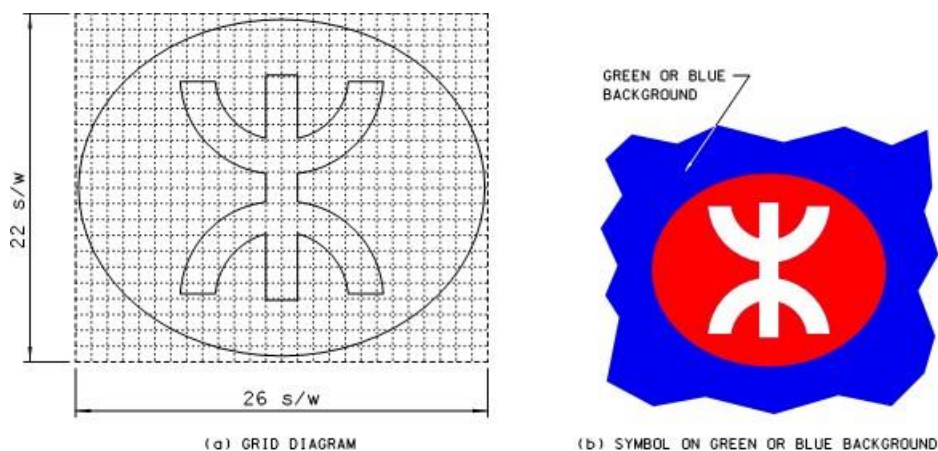 22 s/w
26 s/w
(a) GRID DIAGRAM
GREEN OR BLUE
BACKGROUND
(b) SYMBOL ON GREEN OR BLUE BACKGROUND